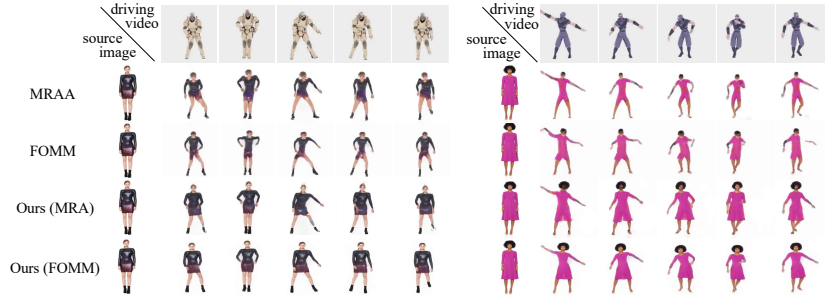 driving
video
source
image
driving
video
source
image
MRAA
FOMM
Ours (MRA)
Ours (FOMM)